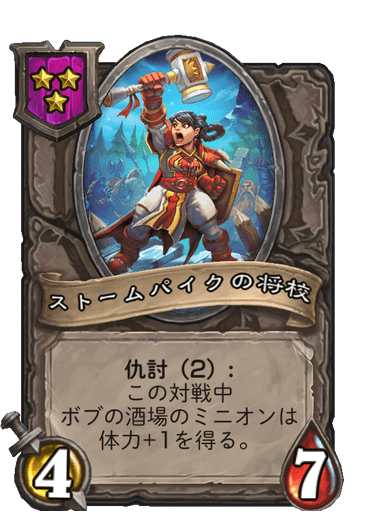 ストームパイクの将校
仇討（2）:
この対戦中
ボブの酒場のミニオンは
体力+1を得る。
4
7